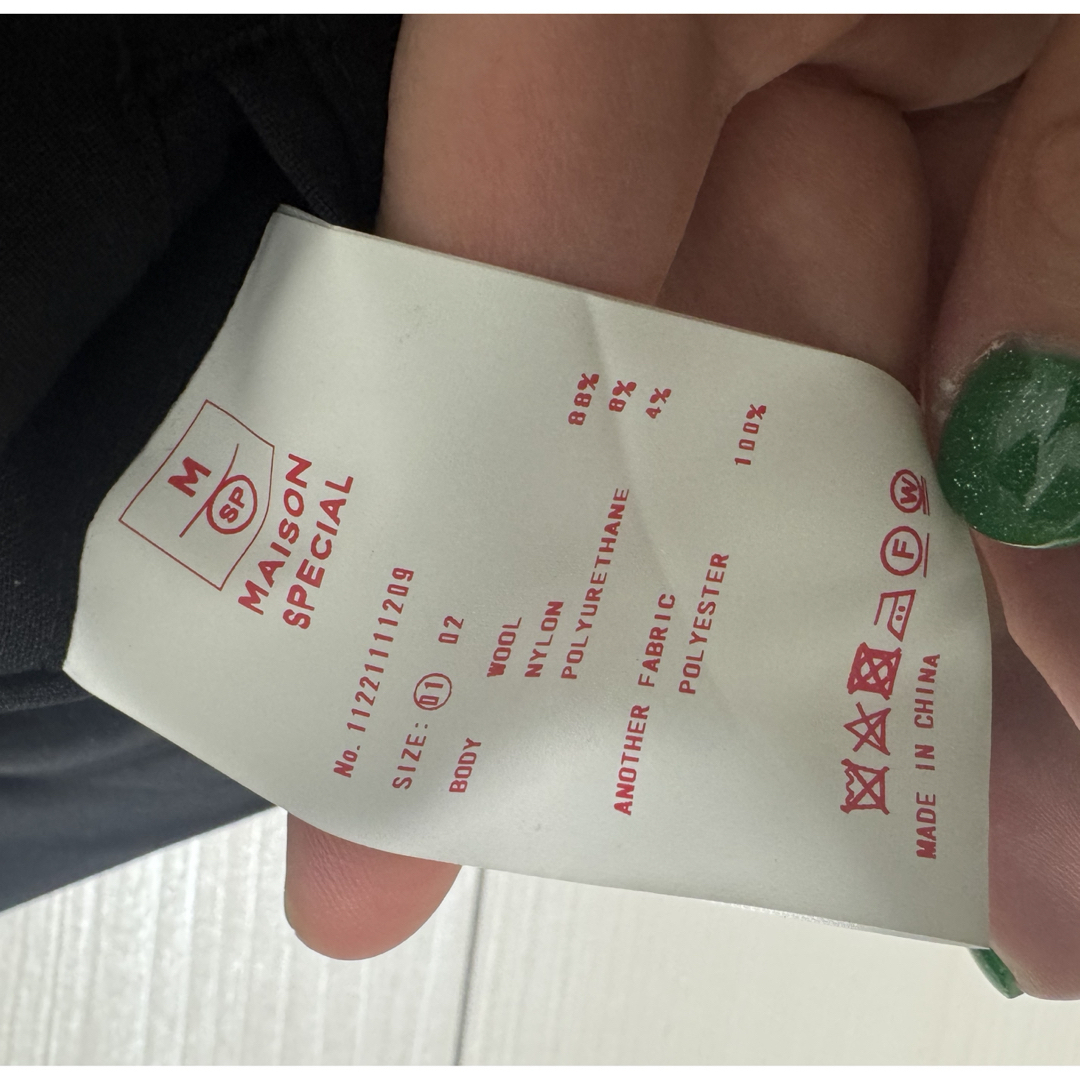 M
SP
MAISON
SPECIAL
No. 11221111209
SIZE: 01 02
BODY
WOOL 88%
NYLON 8%
POLYURETHANE 4%
ANOTHER FABRIC
POLYESTER 100%
F W
MADE IN CHINA